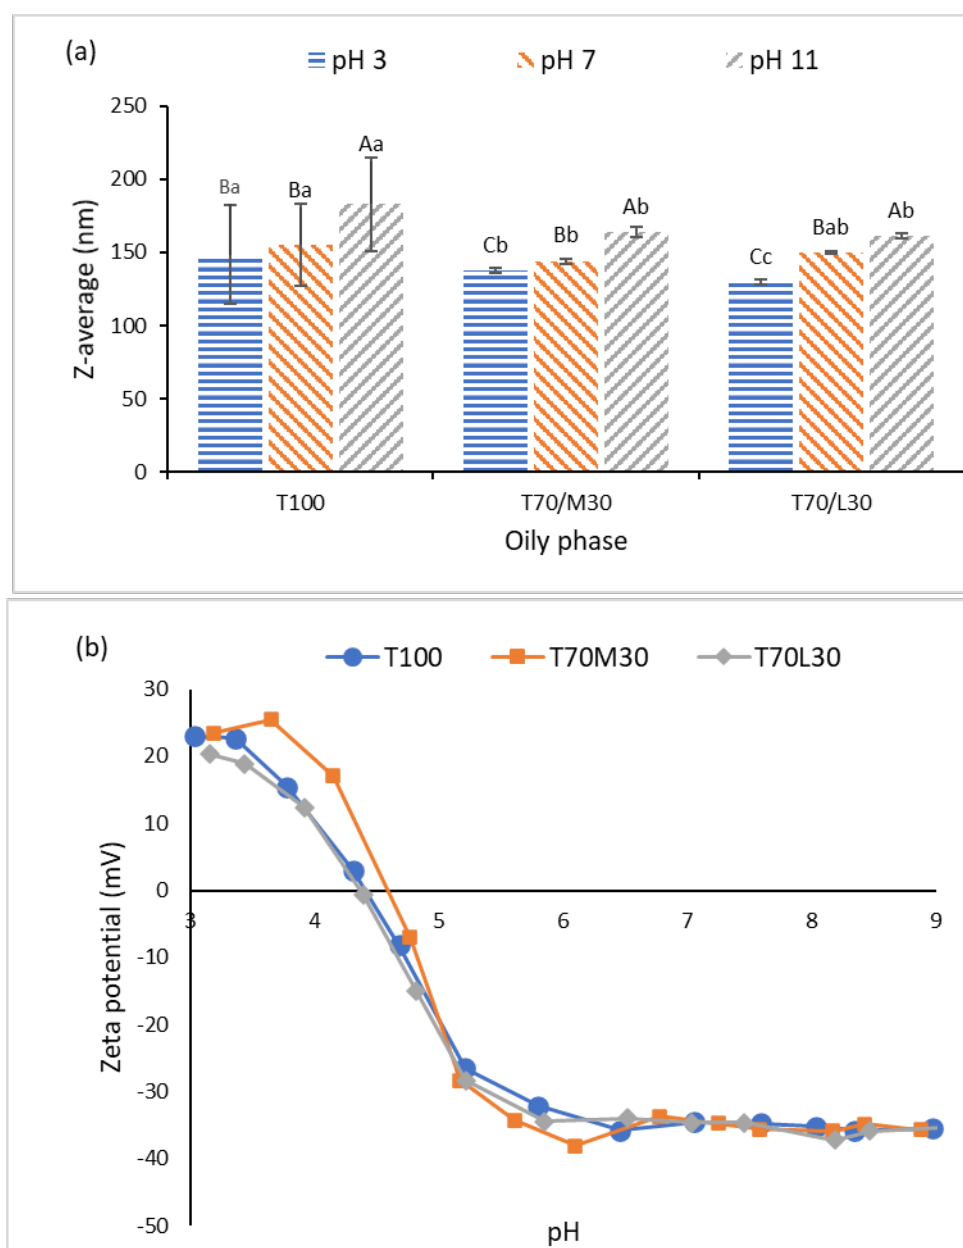 (a)
pH 3 pH 7 pH 11
Z-average (nm)
250
200
150
100
50
0
Ba Ba Aa
Cb Bb Ab
Cc Bab Ab
T100 T70/M30 T70/L30
Oily phase
(b)
T100 T70M30 T70L30
Zeta potential (mV)
30
20
10
0
-10
-20
-30
-40
-50
3 4 5 6 7 8 9
pH